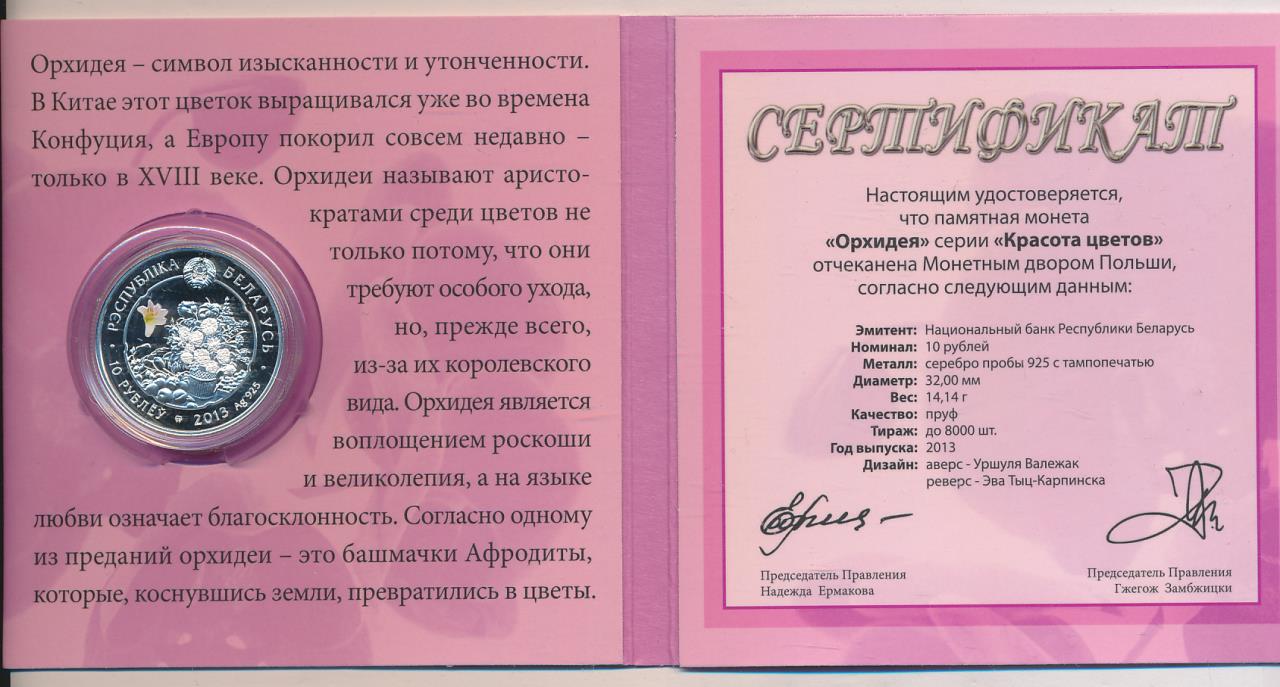 Орхидея – символ изысканности и утонченности.
В Китае этот цветок выращивался уже во времена
Конфуция, а Европу покорил совсем недавно –
только в XVIII веке. Орхидеи называют аристо-
кратами среди цветов не
только потому, что они
требуют особого ухода,
но, прежде всего,
из-за их королевского
вида. Орхидея является
воплощением роскоши
и великолепия, а на языке
любви означает благосклонность. Согласно одному
из преданий орхидеи – это башмачки Афродиты,
которые, коснувшись земли, превратились в цветы.
РЭСПУБЛІКА БЕЛАРУСЬ
10 РУБЛЁЎ 2013 Ag 925
СЕРТИФИКАТ
Настоящим удостоверяется,
что памятная монета
«Орхидея» серии «Красота цветов»
отчеканена Монетным двором Польши,
согласно следующим данным:
Эмитент: Национальный банк Республики Беларусь
Номинал: 10 рублей
Металл: серебро пробы 925 с тампопечатью
Диаметр: 32,00 мм
Вес: 14,14 г
Качество: пруф
Тираж: до 8000 шт.
Год выпуска: 2013
Дизайн: аверс - Уршуля Валежак
реверс - Эва Тыц-Карпинска
Председатель Правления
Надежда Ермакова
Председатель Правления
Гжегож Замбжицки